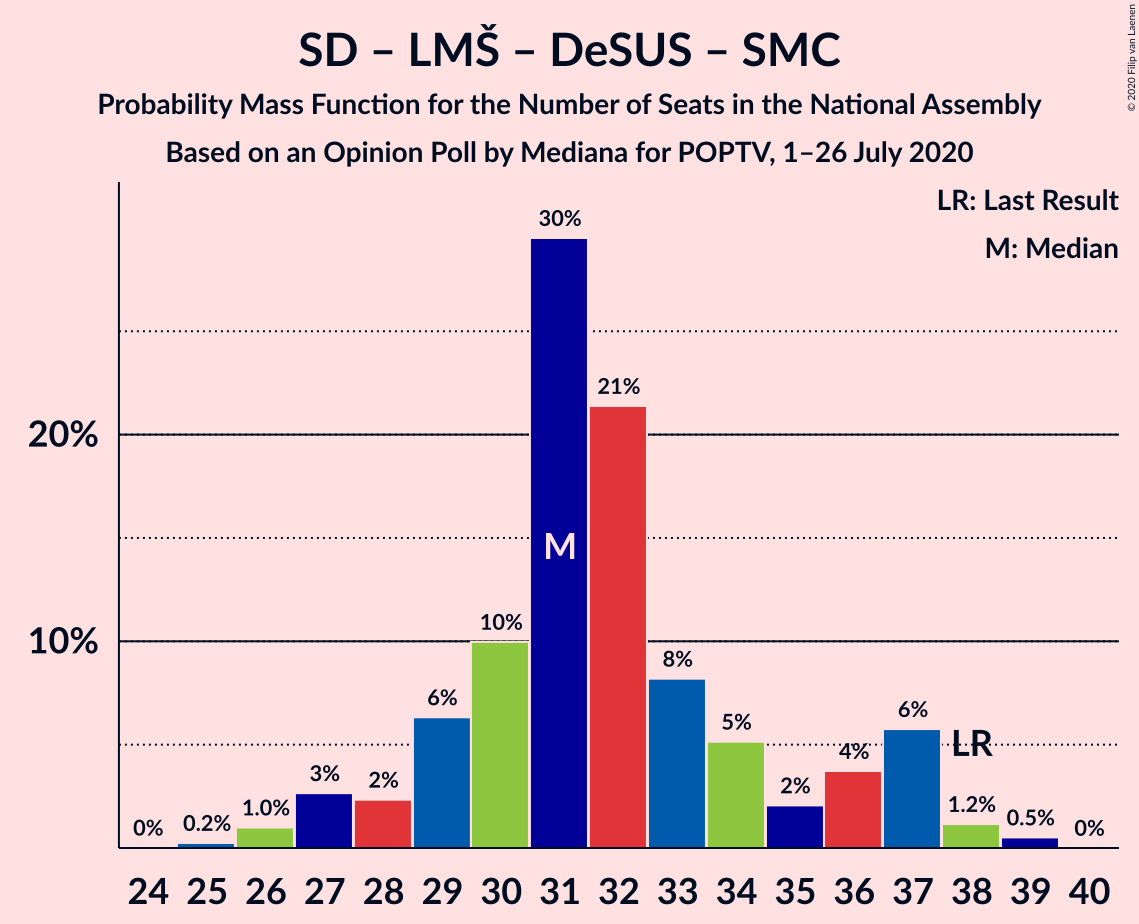 SD – LMŠ – DeSUS – SMC
Probability Mass Function for the Number of Seats in the National Assembly
Based on an Opinion Poll by Mediana for POPTV, 1–26 July 2020
© 2020 Filip van Laenen
LR: Last Result
M: Median
20%
10%
0% 0.2% 1.0% 3% 2% 6% 10% 30% 21% 8% 5% 2% 4% 6% 1.2% 0.5% 0%
M
LR
24 25 26 27 28 29 30 31 32 33 34 35 36 37 38 39 40